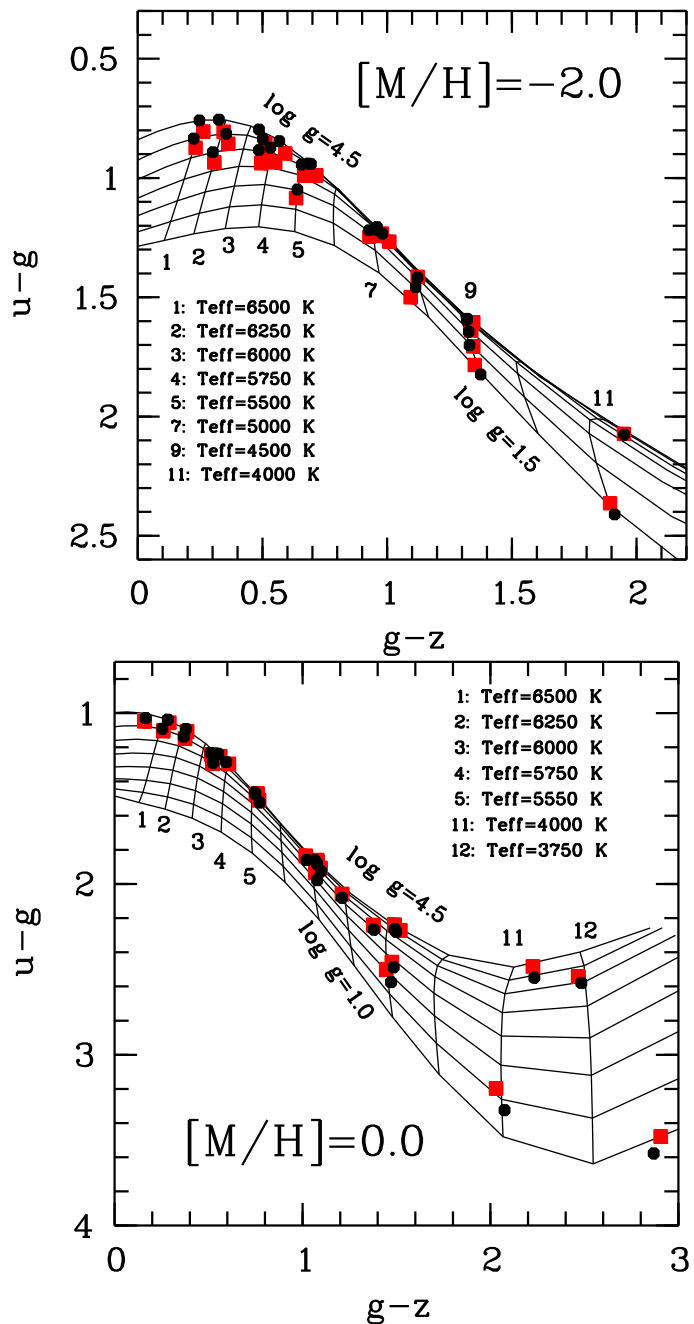 [M/H]=−2.0
log g=4.5
0.5
1
1.5
2
2.5
u−g
1
2
3
4
5
7
9
11
1: Teff=6500 K
2: Teff=6250 K
3: Teff=6000 K
4: Teff=5750 K
5: Teff=5500 K
7: Teff=5000 K
9: Teff=4500 K
11: Teff=4000 K
log g=1.5
0
0.5
1
1.5
2
g−z
1: Teff=6500 K
2: Teff=6250 K
3: Teff=6000 K
4: Teff=5750 K
5: Teff=5550 K
11: Teff=4000 K
12: Teff=3750 K
1
2
3
4
u−g
1
2
3
4
5
log g=4.5
11
12
log g=1.0
[M/H]=0.0
0
1
2
3
g−z